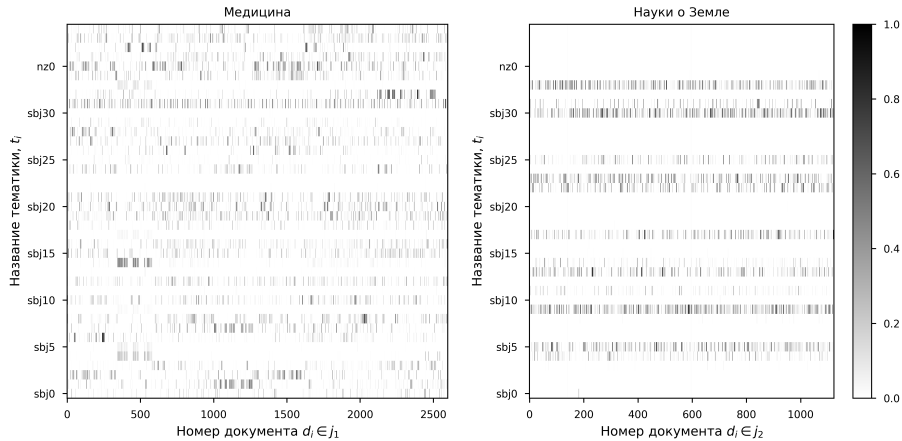 Медицина
Науки о Земле
Название тематики, t_i
nz0
sbj30
sbj25
sbj20
sbj15
sbj10
sbj5
sbj0
0
500
1000
1500
2000
2500
Номер документа d_i ∈ j_1
Название тематики, t_i
nz0
sbj30
sbj25
sbj20
sbj15
sbj10
sbj5
sbj0
0
200
400
600
800
1000
Номер документа d_i ∈ j_2
1.0
0.8
0.6
0.4
0.2
0.0